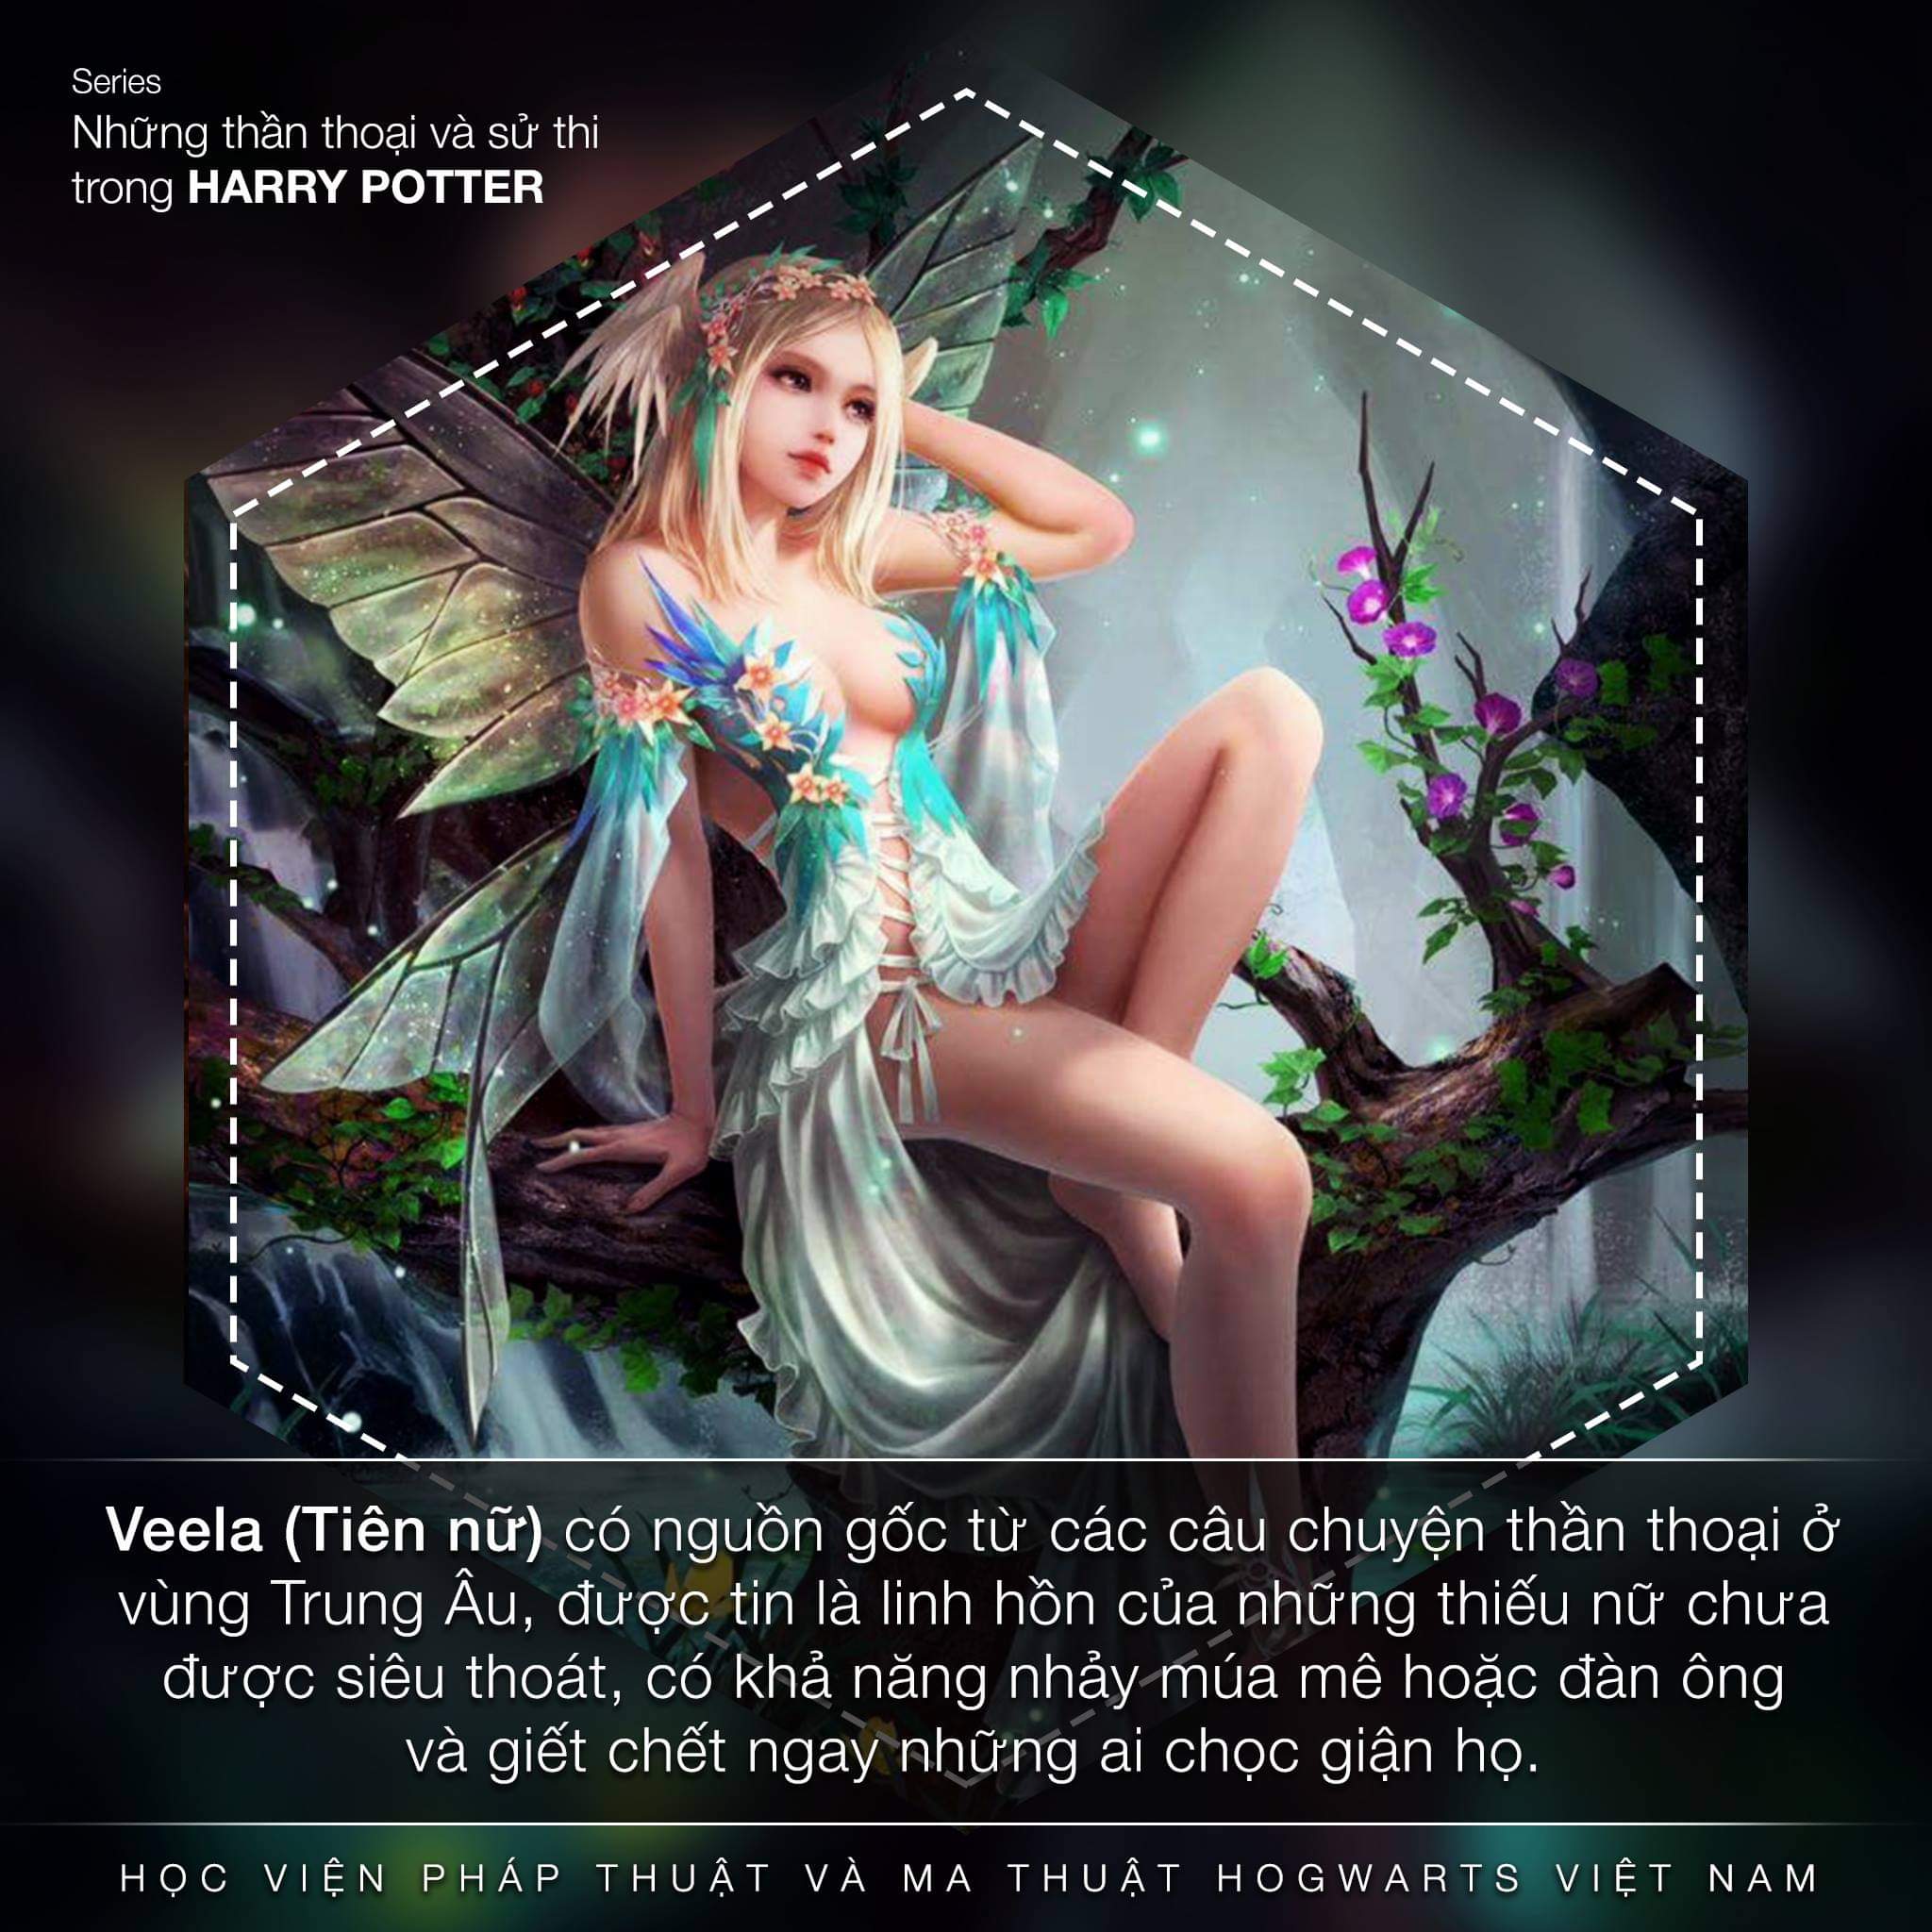 Series
Những thần thoại và sử thi
trong HARRY POTTER
Veela (Tiên nữ) có nguồn gốc từ các câu chuyện thần thoại ở
vùng Trung Âu, được tin là linh hồn của những thiếu nữ chưa
được siêu thoát, có khả năng nhảy múa mê hoặc đàn ông
và giết chết ngay những ai chọc giận họ.
HỌC VIỆN PHÁP THUẬT VÀ MA THUẬT HOGWARTS VIỆT NAM